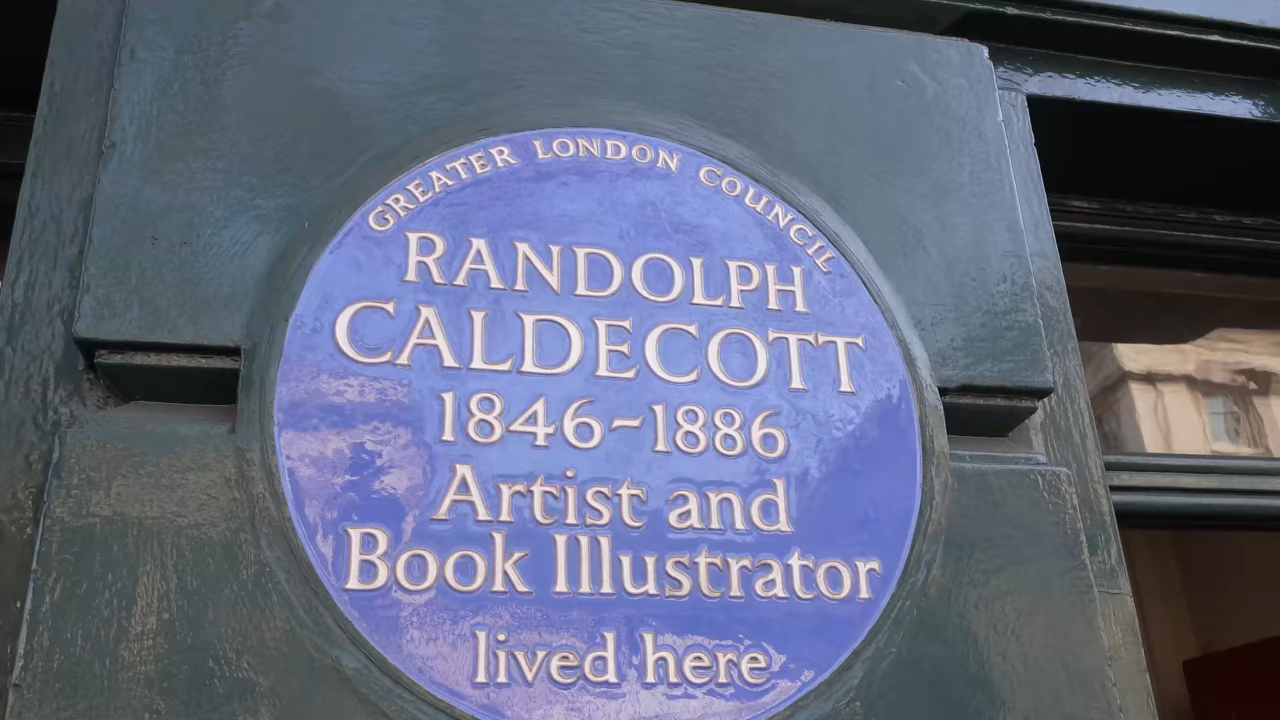 GREATER LONDON COUNCIL
RANDOLPH
CALDECOTT
1846~1886
Artist and
Book Illustrator
lived here